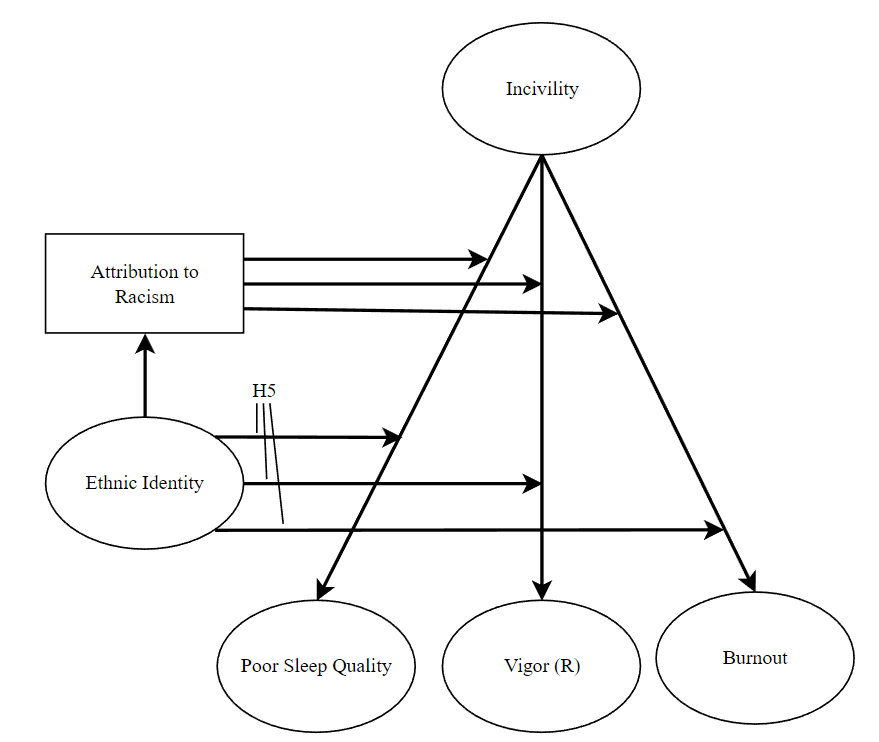 Incivility
Attribution to
Racism
H5
Ethnic Identity
Poor Sleep Quality
Vigor (R)
Burnout